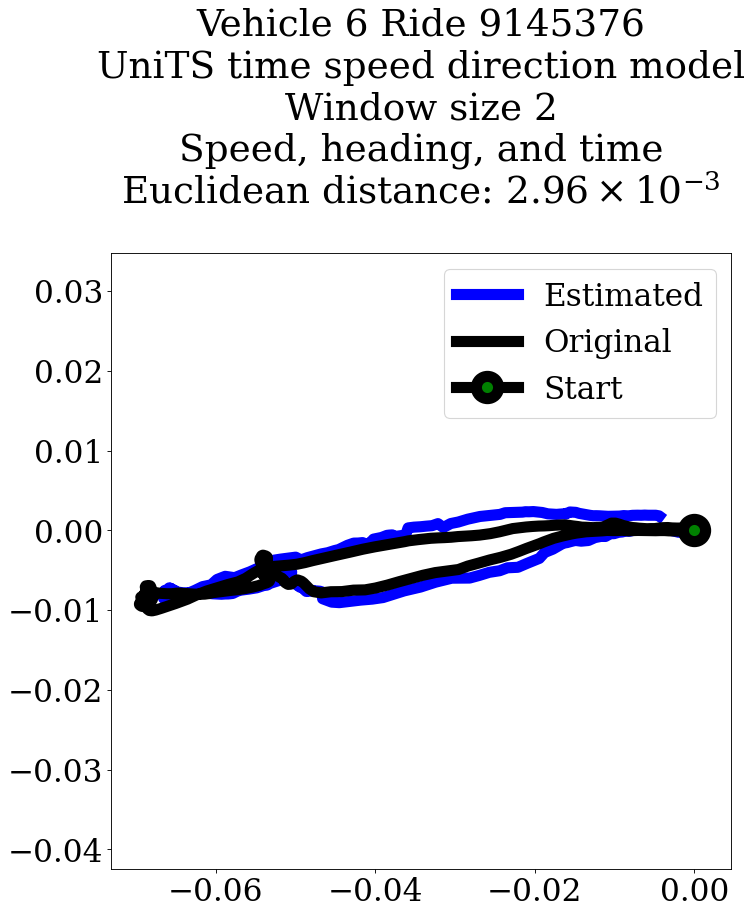 Vehicle 6 Ride 9145376
UniTS time speed direction model
Window size 2
Speed, heading, and time
Euclidean distance: 2.96 × 10⁻³
Estimated
Original
Start
0.03
0.02
0.01
0.00
−0.01
−0.02
−0.03
−0.04
−0.06 −0.04 −0.02 0.00